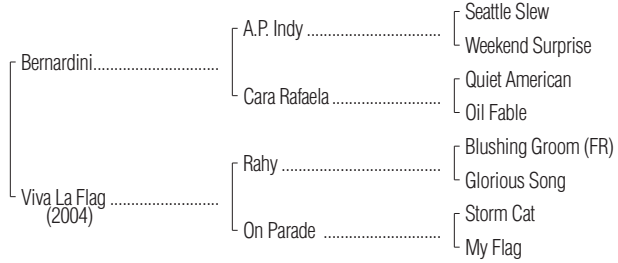 Seattle Slew
A.P. Indy ................................
Weekend Surprise
Bernardini..............................
Quiet American
Cara Rafaela ..........................
Oil Fable
Blushing Groom (FR)
Rahy ......................................
Glorious Song
Viva La Flag ..........................
(2004)
Storm Cat
On Parade ............................
My Flag